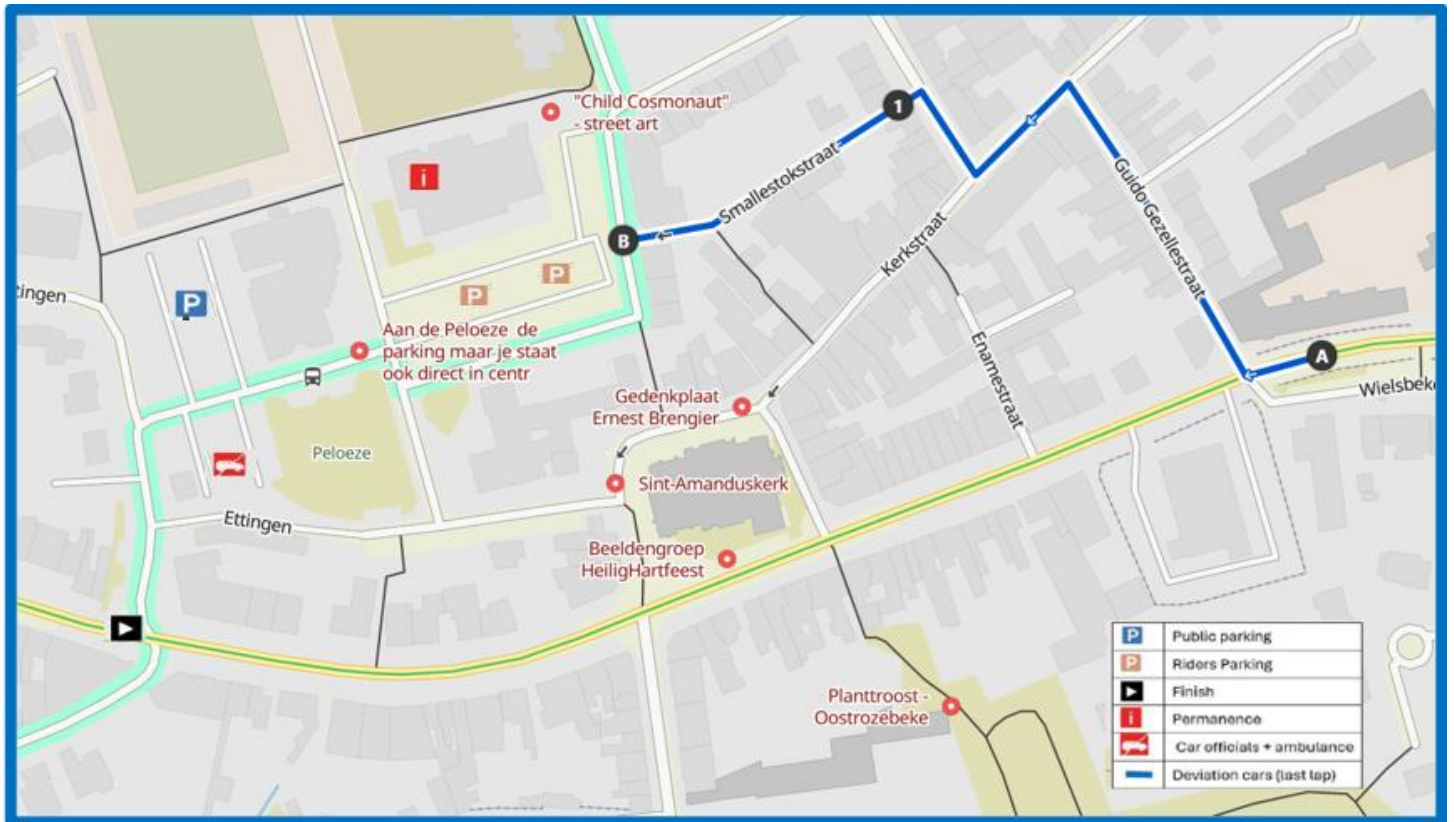 "Child Cosmonaut"
- street art
1
i
Smallestokstraat
Guido Gezellestraat
B
Kerkstraat
P
P
tingen
P
Aan de Peloeze de
parking maar je staat
ook direct in centr
Enamestraat
A
Wielsbeke
Gedenkplaat
Ernest Brengier
Peloeze
Sint-Amanduskerk
Ettingen
Beeldengroep
HeiligHartfeest
Planttroost -
Oostrozebeke
P Public parking
P Riders Parking
Finish
i Permanence
Car officials + ambulance
Deviation cars (last lap)